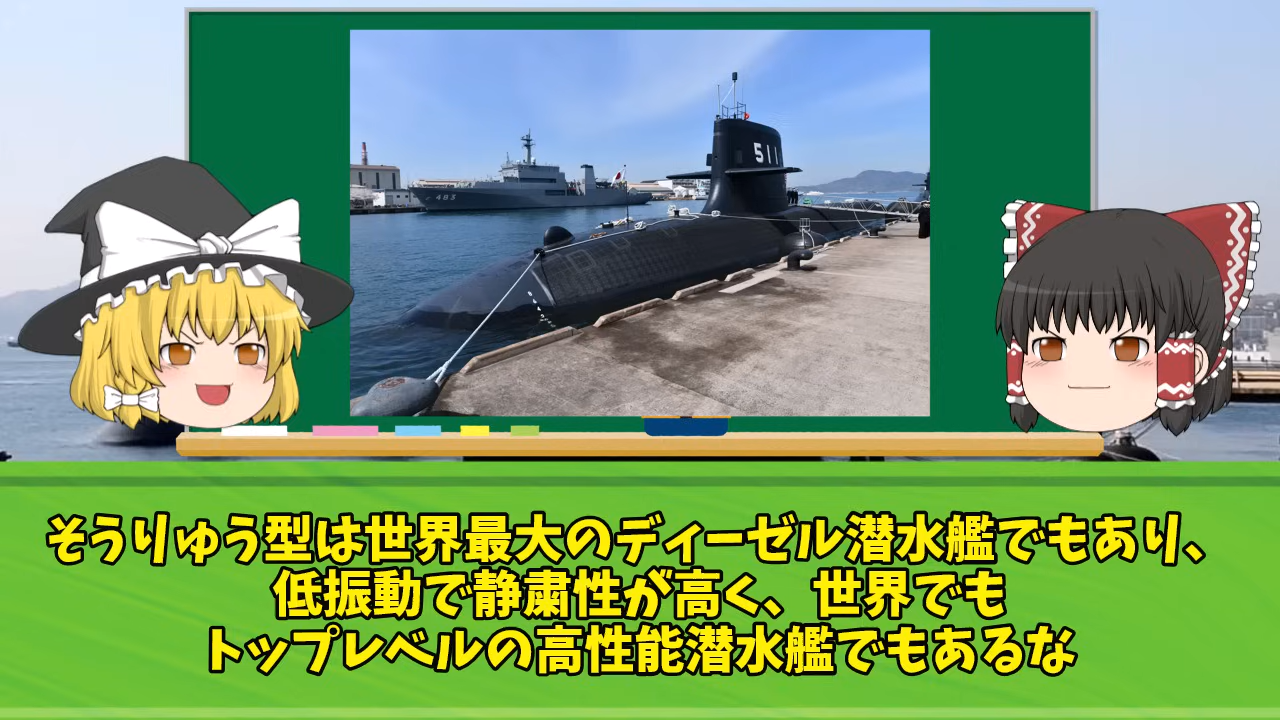 511
463
そうりゅう型は世界最大のディーゼル潜水艦でもあり、
低振動で静粛性が高く、世界でも
トップレベルの高性能潜水艦でもあるな